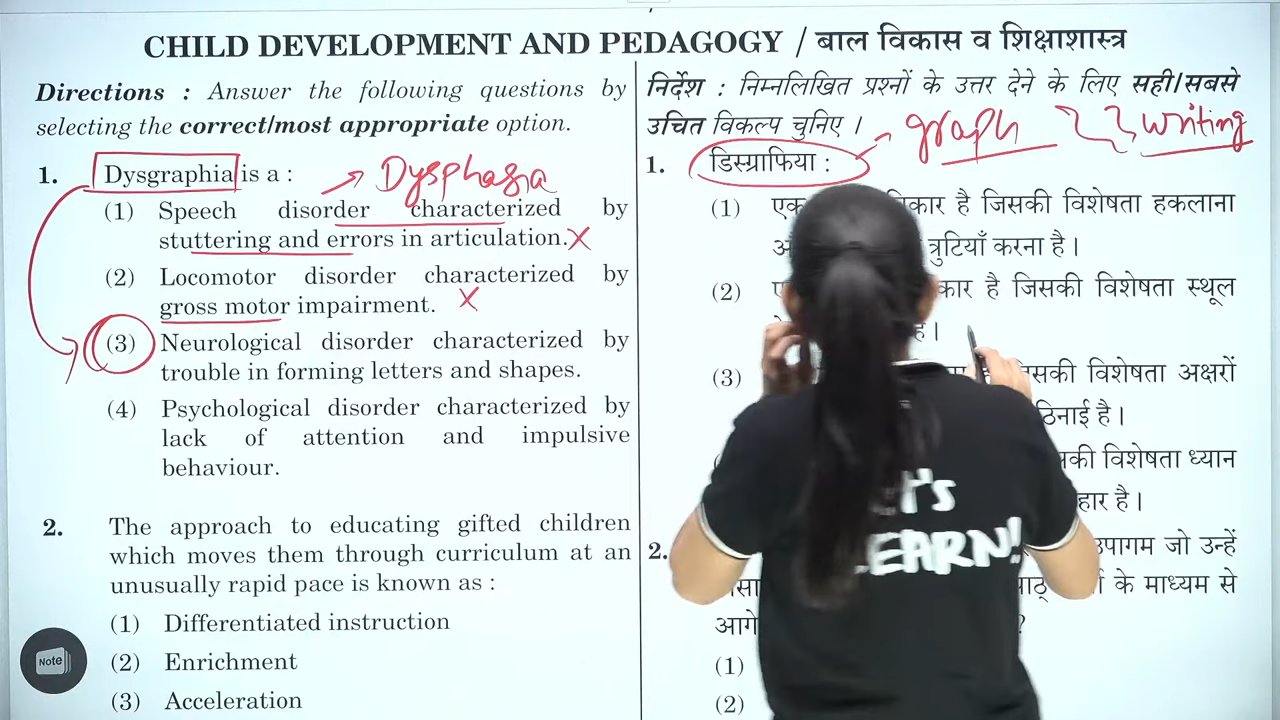 CHILD DEVELOPMENT AND PEDAGOGY / बाल विकास व शिक्षाशास्त्र
Directions : Answer the following questions by
selecting the correct/most appropriate option.
1. Dysgraphia is a :
Dysphasia
(1) Speech disorder characterized by
stuttering and errors in articulation. X
(2) Locomotor disorder characterized by
gross motor impairment. X
(3) Neurological disorder characterized by
trouble in forming letters and shapes.
(4) Psychological disorder characterized by
lack of attention and impulsive
behaviour.
2. The approach to educating gifted children
which moves them through curriculum at an
unusually rapid pace is known as :
(1) Differentiated instruction
(2) Enrichment
(3) Acceleration
Note
निर्देश : निम्नलिखित प्रश्नों के उत्तर देने के लिए सही/सबसे
उचित विकल्प चुनिए ।
graph writing
1. डिस्ग्राफिया :
(1) एक है जिसकी विशेषता हकलाना
त्रुटियाँ करना है ।
(2) है जिसकी विशेषता स्थूल
है ।
(3) विशेषता अक्षरों
है ।
विशेषता ध्यान
है ।
2. उपागम जो उन्हें
के माध्यम से
आगे ?
(1)
(2)
LEARN!